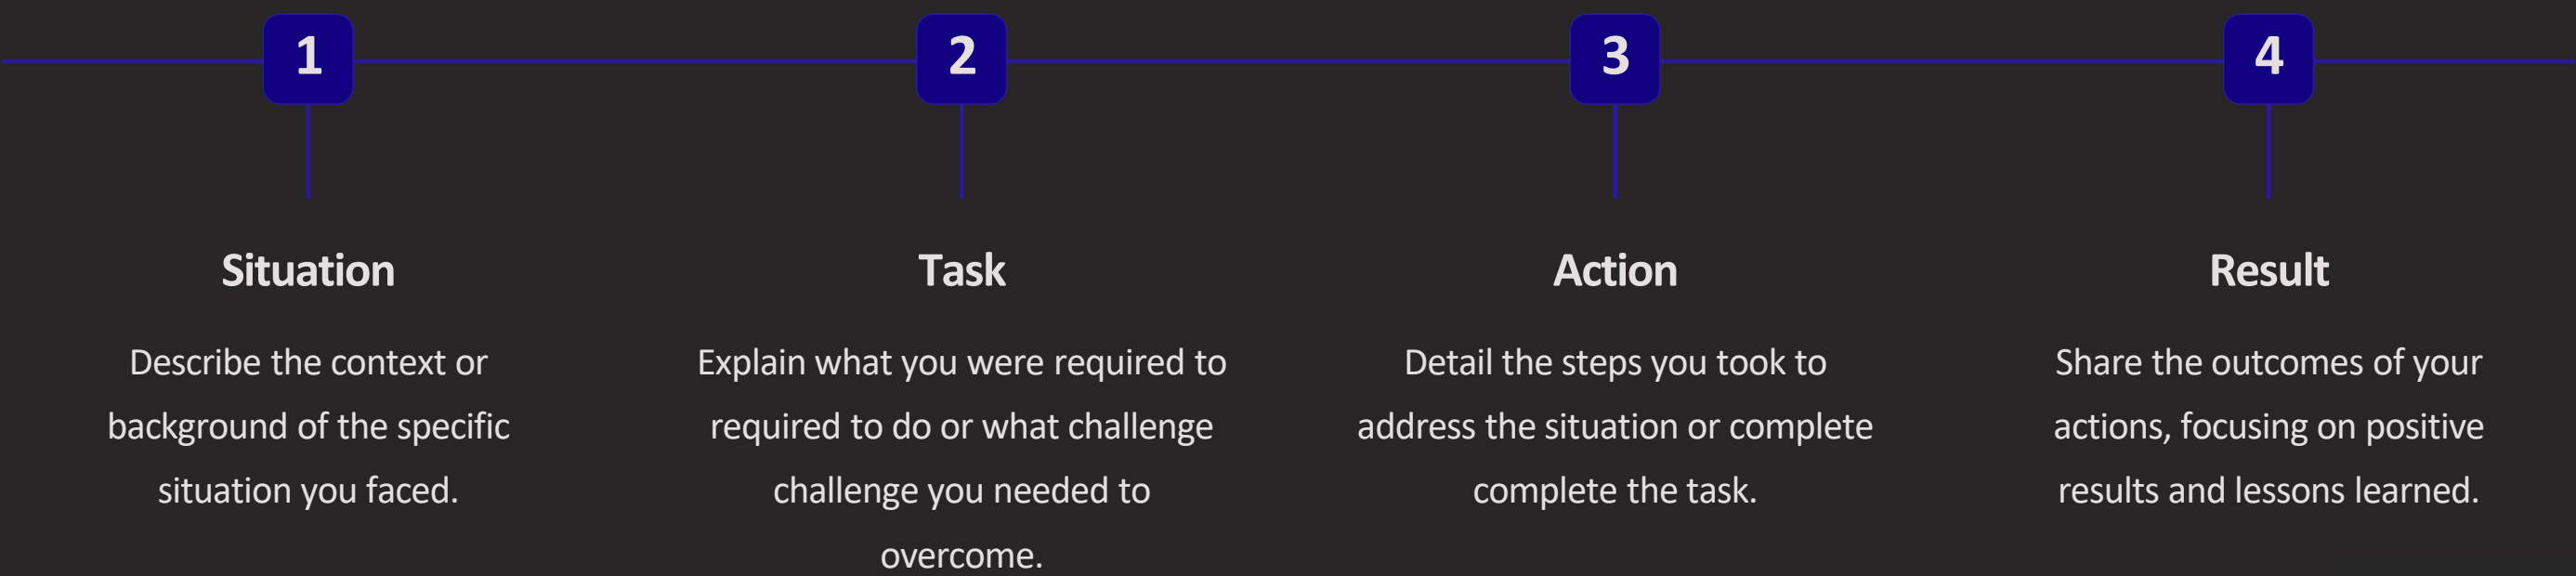 1
2
3
4
Situation
Describe the context or
background of the specific
situation you faced.
Task
Explain what you were required to
required to do or what challenge
challenge you needed to
overcome.
Action
Detail the steps you took to
address the situation or complete
complete the task.
Result
Share the outcomes of your
actions, focusing on positive
results and lessons learned.